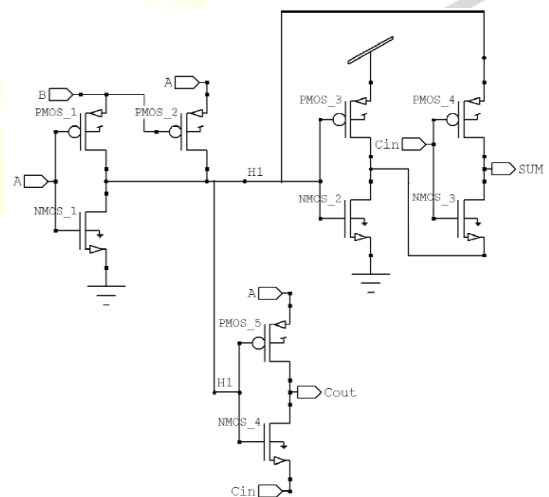 A
B
PMOS_1
PMOS_2
PMOS_3
PMOS_4
Cin
A
H1
SUM
NMOS_1
NMOS_2
NMOS_3
A
PMOS_5
H1
Cout
NMOS_4
Cin